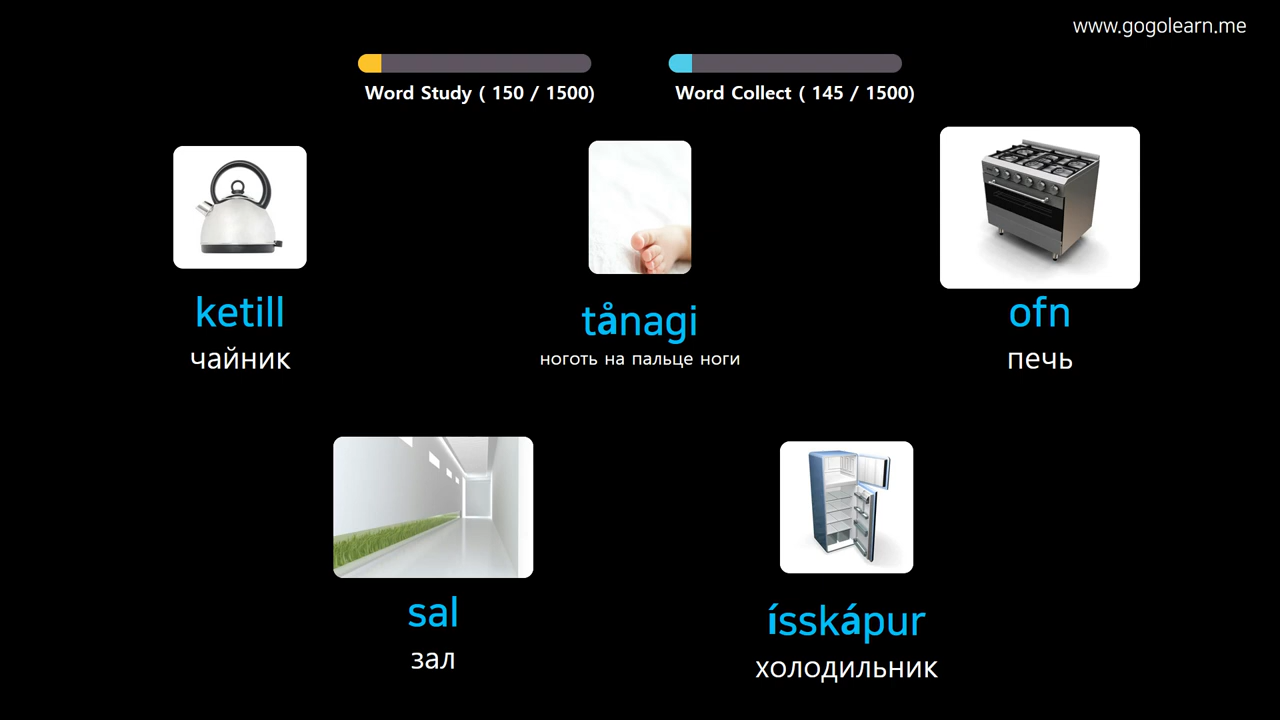 www.gogolearn.me
Word Study ( 150 / 1500)
Word Collect ( 145 / 1500)
ketill
чайник
tånagi
ноготь на пальце ноги
ofn
печь
sal
зал
ísskápur
холодильник